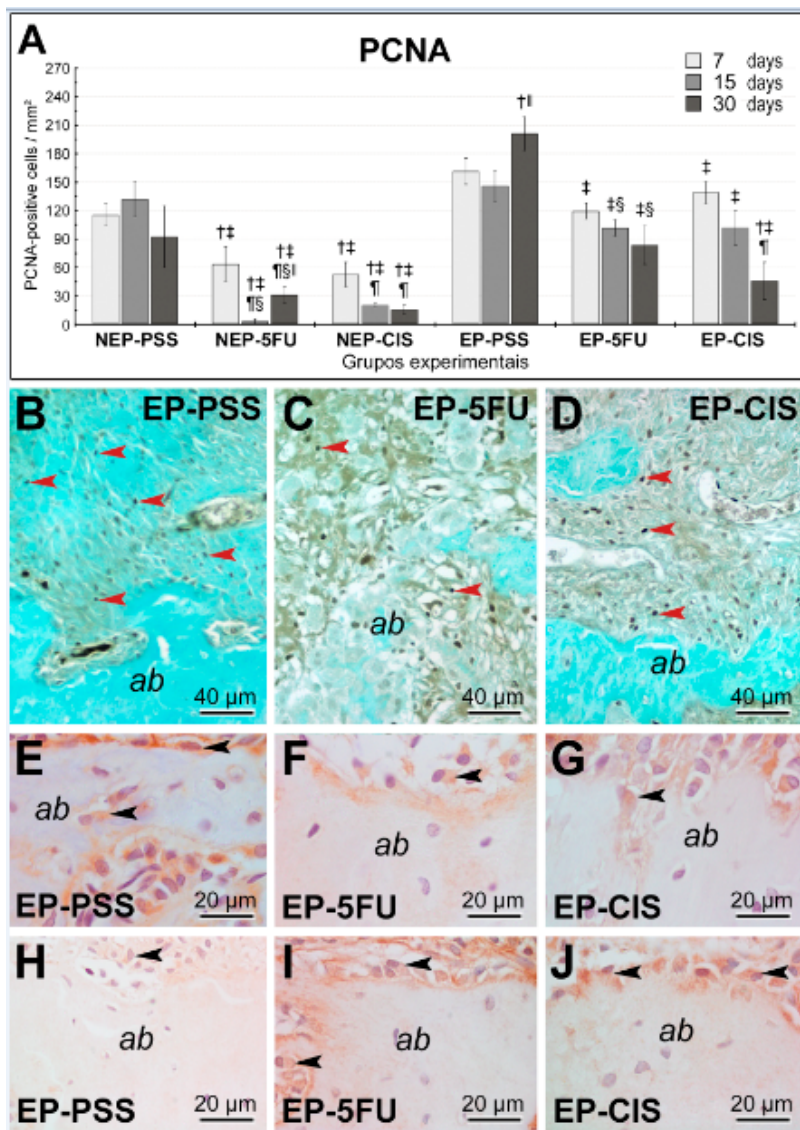 A
PCNA
7 days
15 days
30 days
PCNA-positive cells / mm²
270
240
210
180
150
120
90
60
30
0
†‡
†‡
¶§
†‡
¶§‖
†‡
†‡
¶
†‡
¶
†‖
‡
‡§
‡§
‡
‡
†‡
¶
NEP-PSS NEP-5FU NEP-CIS EP-PSS EP-5FU EP-CIS
Grupos experimentais
B EP-PSS
ab
40 µm
C EP-5FU
ab
40 µm
D EP-CIS
ab
40 µm
E
ab
EP-PSS 20 µm
F
ab
EP-5FU 20 µm
G
ab
EP-CIS 20 µm
H
ab
EP-PSS 20 µm
I
ab
EP-5FU 20 µm
J
ab
EP-CIS 20 µm